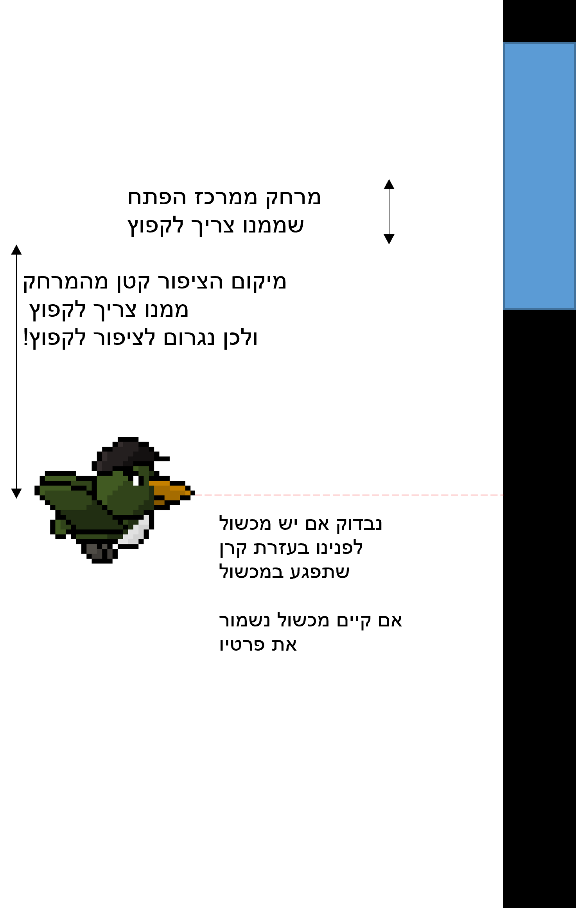 מרחק ממרכז הפתח
שממנו צריך לקפוץ
מיקום הציפור קטן מהמרחק
ממנו צריך לקפוץ
ולכן נגרום לציפור לקפוץ!
נבדוק אם יש מכשול
לפנינו בעזרת קרן
שתפגע במכשול
אם קיים מכשול נשמור
את פרטיו